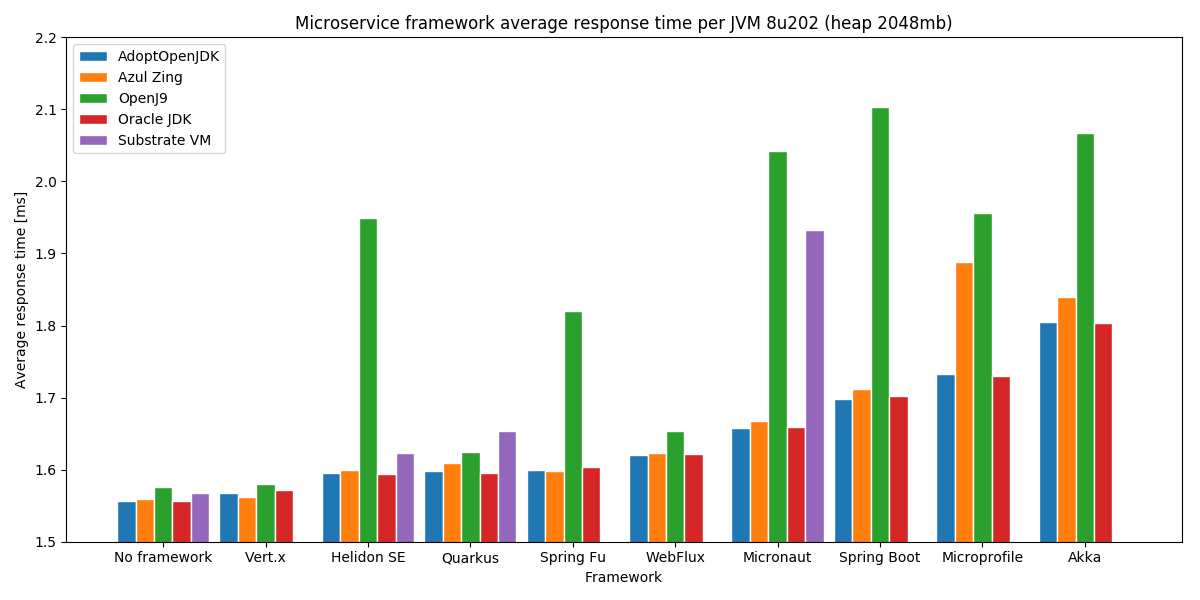 Microservice framework average response time per JVM 8u202 (heap 2048mb)
AdoptOpenJDK
Azul Zing
OpenJ9
Oracle JDK
Substrate VM
Average response time [ms]
2.2
2.1
2.0
1.9
1.8
1.7
1.6
1.5
No framework Vert.x Helidon SE Quarkus Spring Fu WebFlux Micronaut Spring Boot Microprofile Akka
Framework